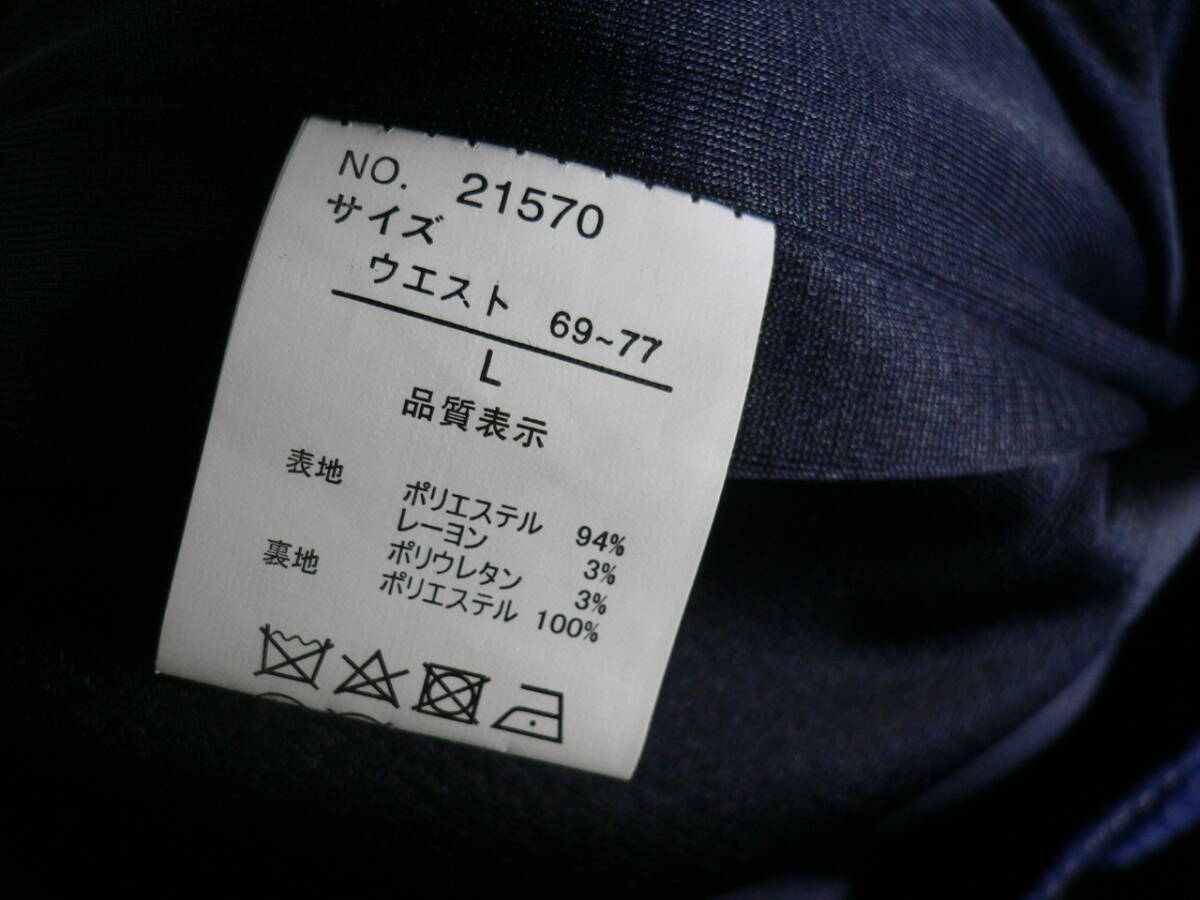 NO. 21570
サイズ
ウエスト 69~77
L
品質表示
表地 ポリエステル 94%
レーヨン 3%
ポリウレタン 3%
裏地 ポリエステル 100%